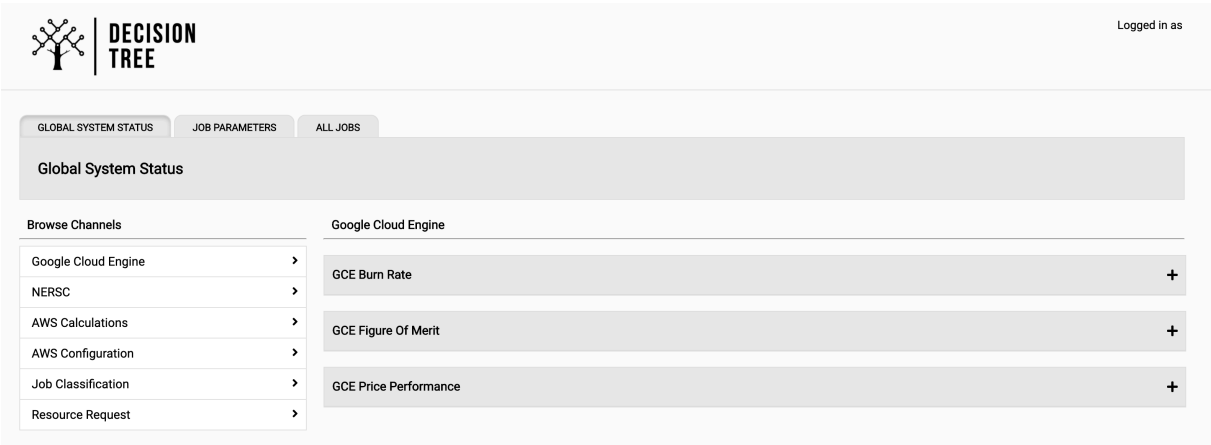 DECISION
TREE
Logged in as
GLOBAL SYSTEM STATUS
JOB PARAMETERS
ALL JOBS
Global System Status
Browse Channels
Google Cloud Engine
NERSC
AWS Calculations
AWS Configuration
Job Classification
Resource Request
Google Cloud Engine
GCE Burn Rate
GCE Figure Of Merit
GCE Price Performance